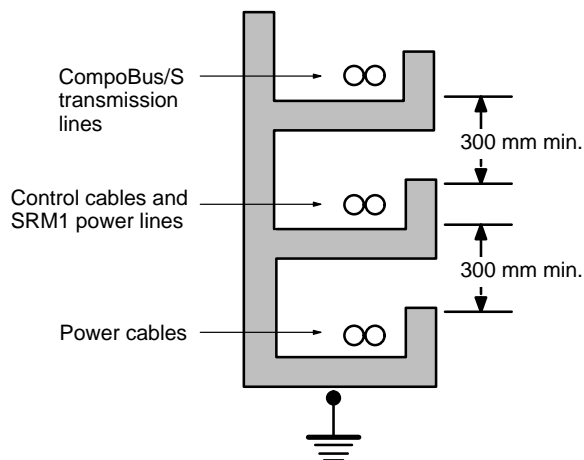 CompoBus/S
transmission
lines
300 mm min.
Control cables and
SRM1 power lines
300 mm min.
Power cables